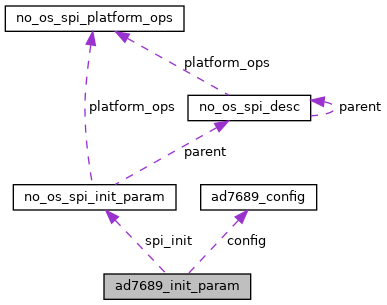 no_os_spi_platform_ops
platform_ops
no_os_spi_desc
platform_ops
parent
parent
no_os_spi_init_param
ad7689_config
spi_init
config
ad7689_init_param